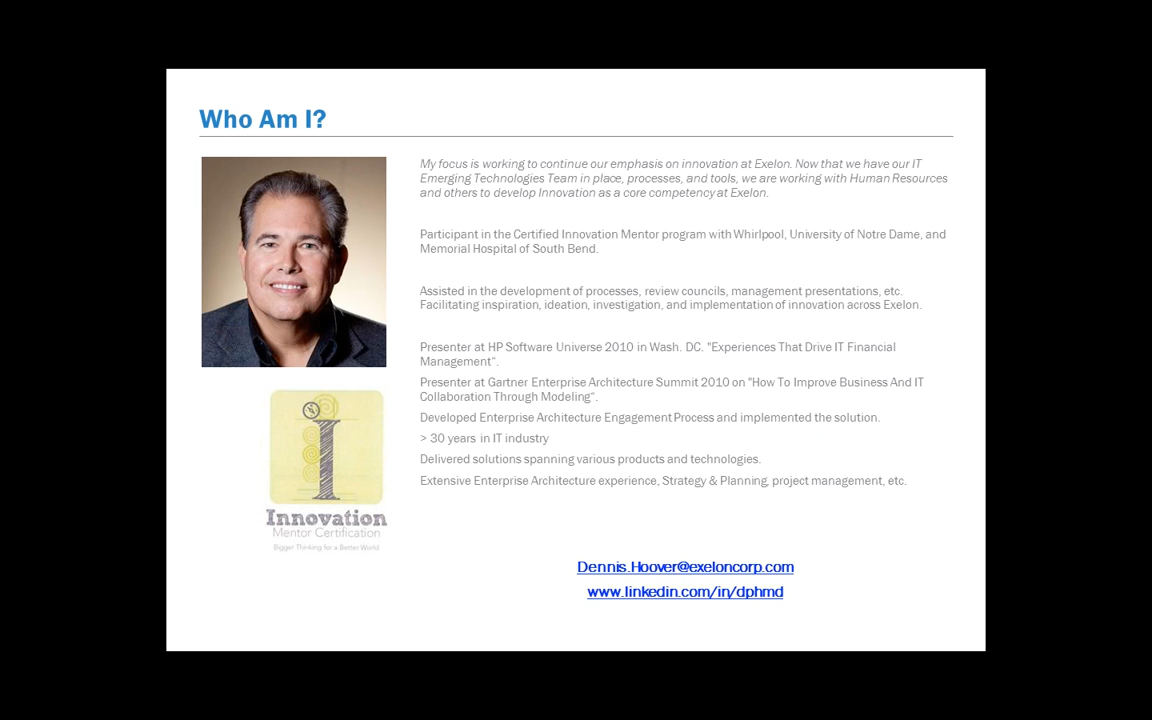 Who Am I?
My focus is working to continue our emphasis on innovation at Exelon. Now that we have our IT
Emerging Technologies Team in place, processes, and tools, we are working with Human Resources
and others to develop Innovation as a core competency at Exelon.
Participant in the Certified Innovation Mentor program with Whirlpool, University of Notre Dame, and
Memorial Hospital of South Bend.
Assisted in the development of processes, review councils, management presentations, etc.
Facilitating inspiration, ideation, investigation, and implementation of innovation across Exelon.
Presenter at HP Software Universe 2010 in Wash. DC. "Experiences That Drive IT Financial
Management“.
Presenter at Gartner Enterprise Architecture Summit 2010 on "How To Improve Business And IT
Collaboration Through Modeling“.
Developed Enterprise Architecture Engagement Process and implemented the solution.
> 30 years in IT industry
Delivered solutions spanning various products and technologies.
Extensive Enterprise Architecture experience, Strategy & Planning, project management, etc.
I
Innovation
Mentor Certification
Bigger Thinking for a Better World
Dennis.Hoover@exeloncorp.com
www.linkedin.com/in/dphmd